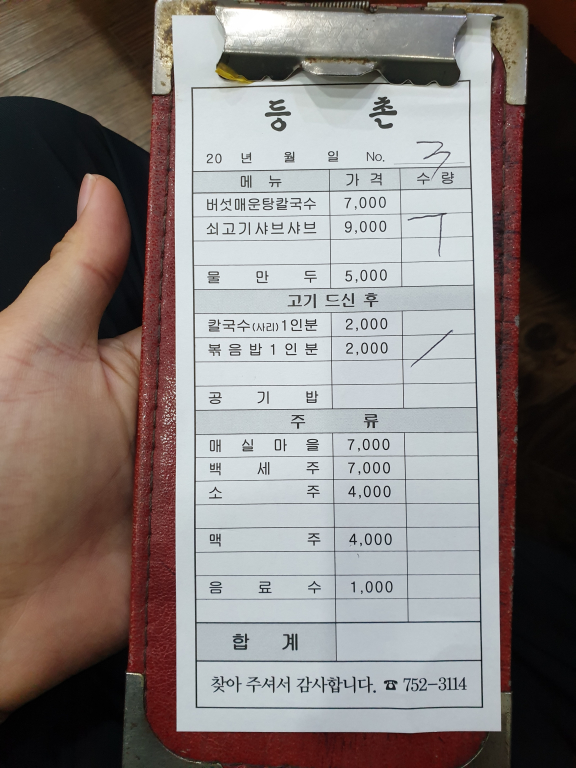 등촌
20 년 월 일 No. 3
메뉴 가격 수량
버섯매운탕칼국수 7,000
쇠고기샤브샤브 9,000 7
물만두 5,000
고기 드신 후
칼국수(사리)1인분 2,000
볶음밥1인분 2,000 /
공기밥
주류
매실마을 7,000
백세주 7,000
소주 4,000
맥주 4,000
음료수 1,000
합계
찾아 주셔서 감사합니다. ☎ 752-3114